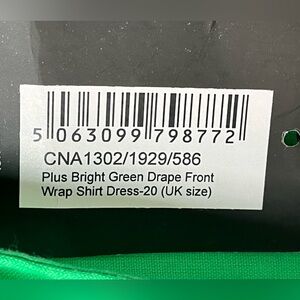 5 063099 798772
CNA1302/1929/586
Plus Bright Green Drape Front
Wrap Shirt Dress-20 (UK size)